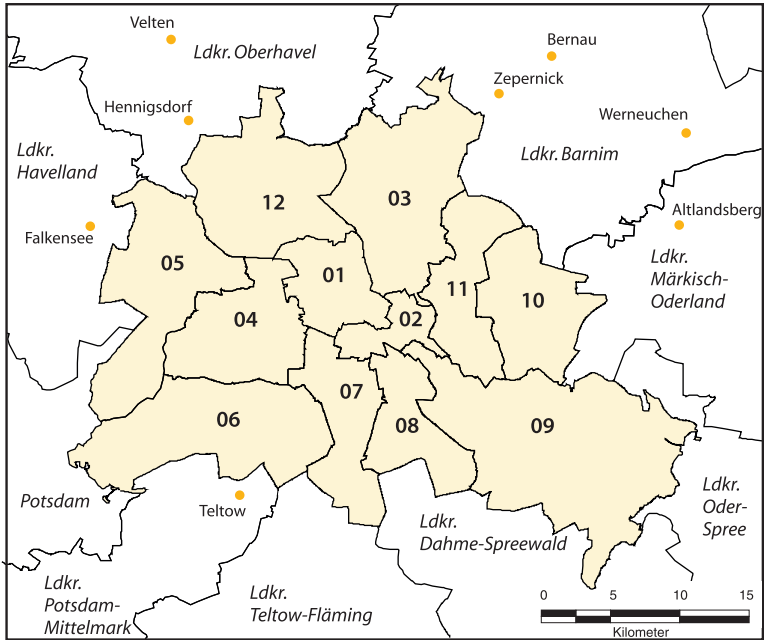 Velten
Ldkr. Oberhavel
Bernau
Zepernick
Hennigsdorf
Werneuchen
Ldkr.
Havelland
Ldkr. Barnim
12
03
Altlandsberg
Falkensee
Ldkr.
Märkisch-
Oderland
05
01
11
10
04
02
07
06
08
09
Potsdam
Teltow
Ldkr.
Oder-
Spree
Ldkr.
Dahme-Spreewald
Ldkr.
Potsdam-
Mittelmark
Ldkr.
Teltow-Fläming
0 5 10 15
Kilometer